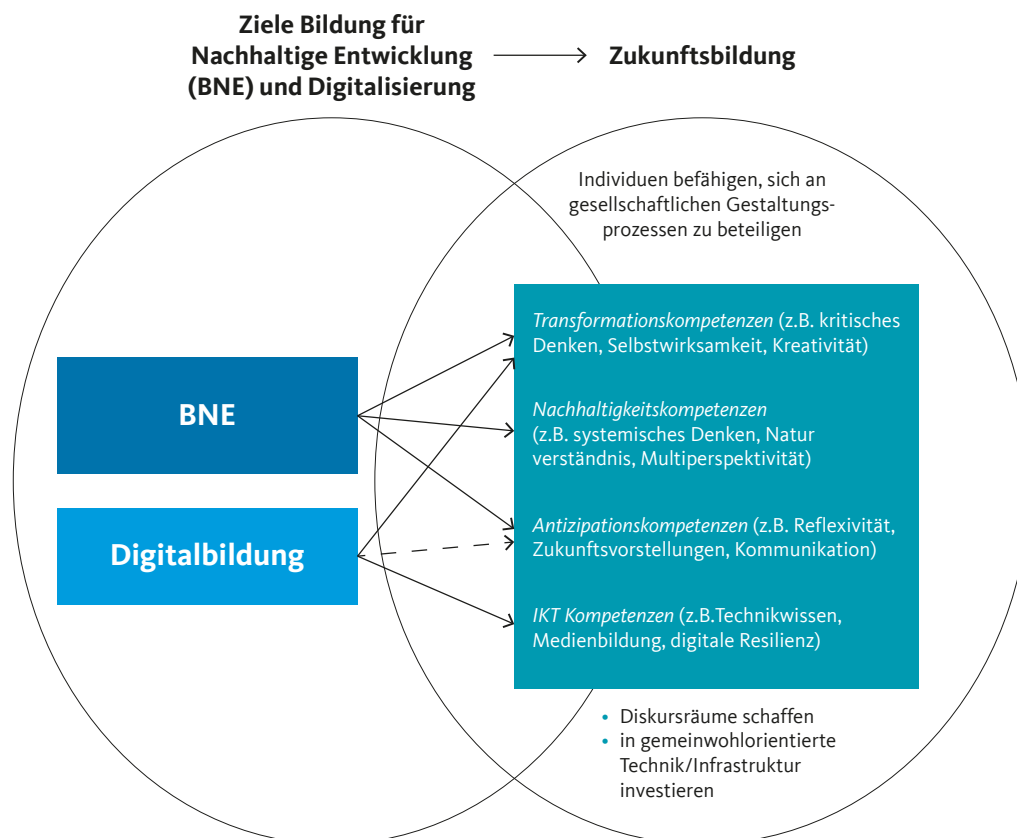 Ziele Bildung für
Nachhaltige Entwicklung
(BNE) und Digitalisierung
Zukunftsbildung
Individuen befähigen, sich an
gesellschaftlichen Gestaltungs-
prozessen zu beteiligen
BNE
Digitalbildung
Transformationskompetenzen (z.B. kritisches
Denken, Selbstwirksamkeit, Kreativität)
Nachhaltigkeitskompetenzen
(z.B. systemisches Denken, Natur
verständnis, Multiperspektivität)
Antizipationskompetenzen (z.B. Reflexivität,
Zukunftsvorstellungen, Kommunikation)
IKT Kompetenzen (z.B.Technikwissen,
Medienbildung, digitale Resilienz)
• Diskursräume schaffen
• in gemeinwohlorientierte
Technik/Infrastruktur
investieren